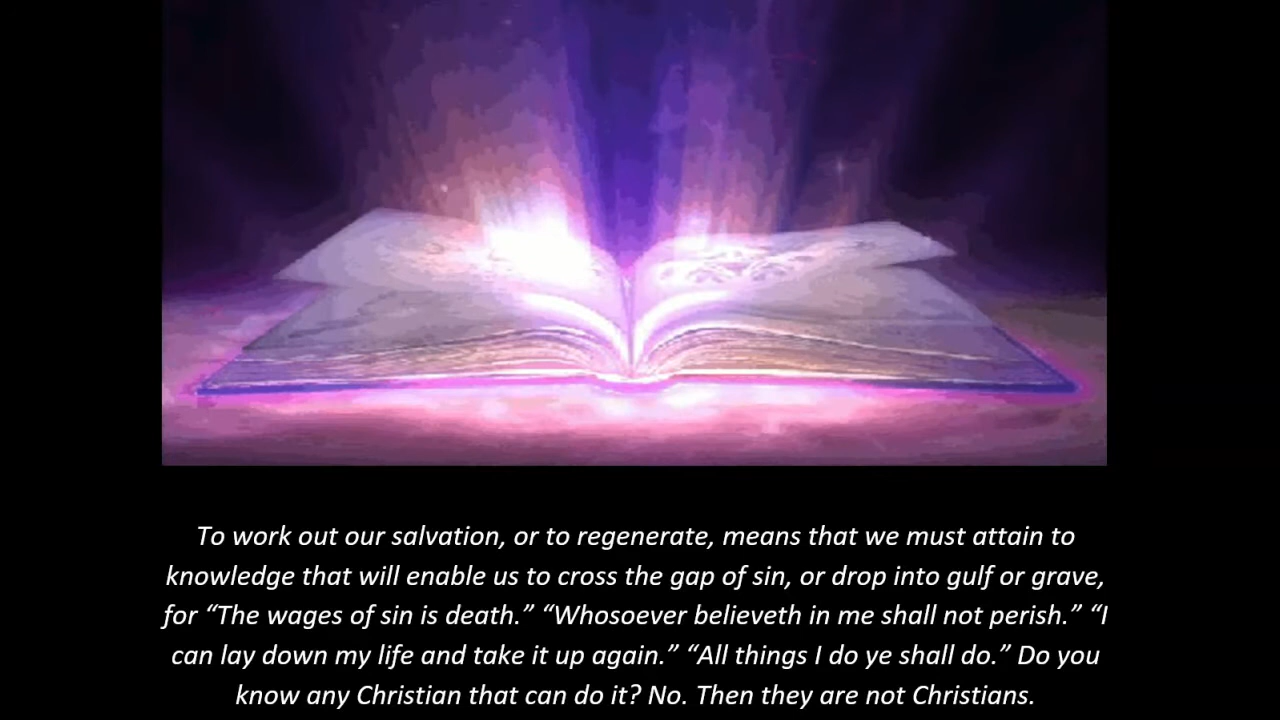 To work out our salvation, or to regenerate, means that we must attain to
knowledge that will enable us to cross the gap of sin, or drop into gulf or grave,
for “The wages of sin is death.” “Whosoever believeth in me shall not perish.” “I
can lay down my life and take it up again.” “All things I do ye shall do.” Do you
know any Christian that can do it? No. Then they are not Christians.